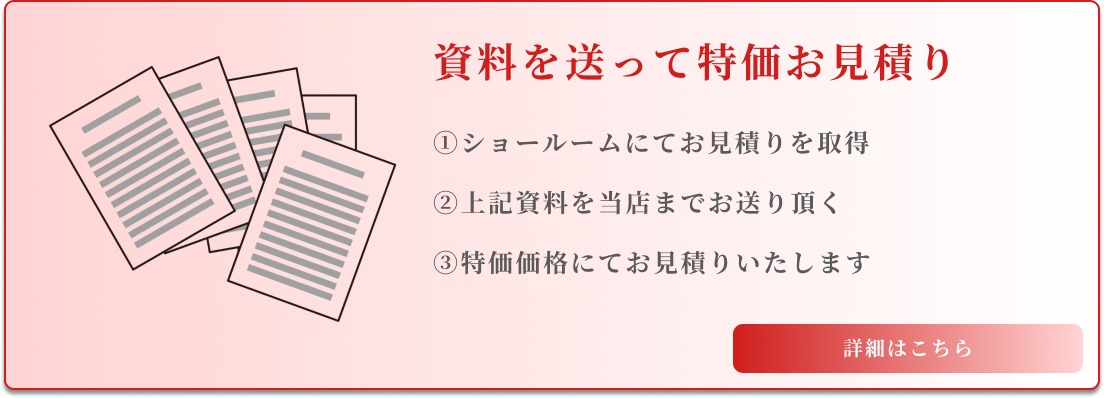 資料を送って特価お見積り
①ショールームにてお見積りを取得
②上記資料を当店までお送り頂く
③特価価格にてお見積りいたします
詳細はこちら